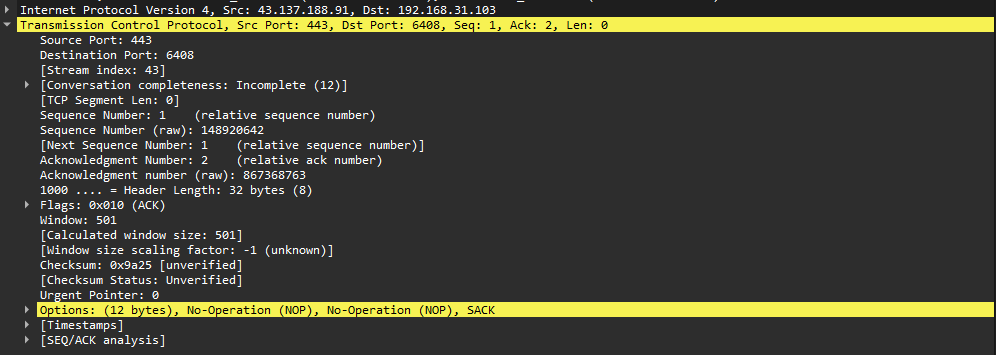 Internet Protocol Version 4, Src: 43.137.188.91, Dst: 192.168.31.103
Transmission Control Protocol, Src Port: 443, Dst Port: 6408, Seq: 1, Ack: 2, Len: 0
Source Port: 443
Destination Port: 6408
[Stream index: 43]
[Conversation completeness: Incomplete (12)]
[TCP Segment Len: 0]
Sequence Number: 1    (relative sequence number)
Sequence Number (raw): 148920642
[Next Sequence Number: 1    (relative sequence number)]
Acknowledgment Number: 2    (relative ack number)
Acknowledgment number (raw): 867368763
1000 .... = Header Length: 32 bytes (8)
Flags: 0x010 (ACK)
Window: 501
[Calculated window size: 501]
[Window size scaling factor: -1 (unknown)]
Checksum: 0x9a25 [unverified]
[Checksum Status: Unverified]
Urgent Pointer: 0
Options: (12 bytes), No-Operation (NOP), No-Operation (NOP), SACK
[Timestamps]
[SEQ/ACK analysis]